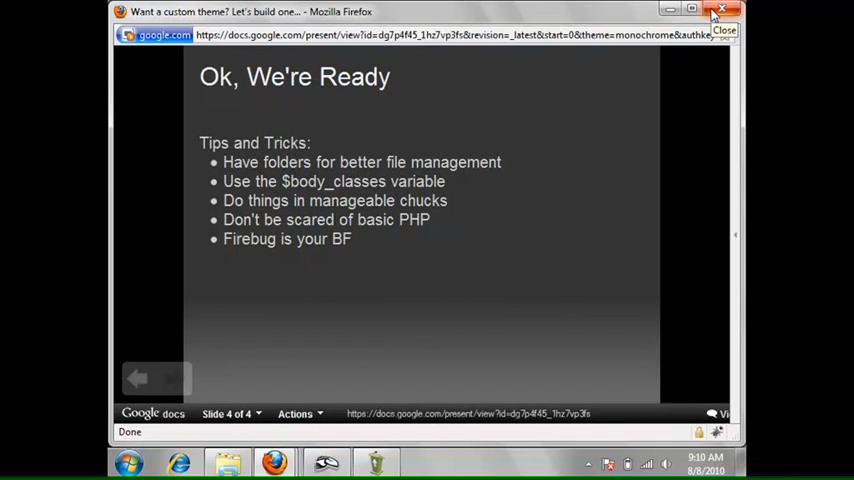 Want a custom theme? Let's build one... - Mozilla Firefox
Close
google.com
https://docs.google.com/present/view?id=dg7p4f45_1hz7vp3fs&revision=_latest&start=0&theme=monochrome&authke
Ok, We're Ready
Tips and Tricks:
Have folders for better file management
Use the $body_classes variable
Do things in manageable chucks
Don't be scared of basic PHP
Firebug is your BF
Google docs
Slide 4 of 4
Actions
https://docs.google.com/present/view?id=dg7p4f45_1hz7vp3fs
Vi
Done
9:10 AM
8/8/2010